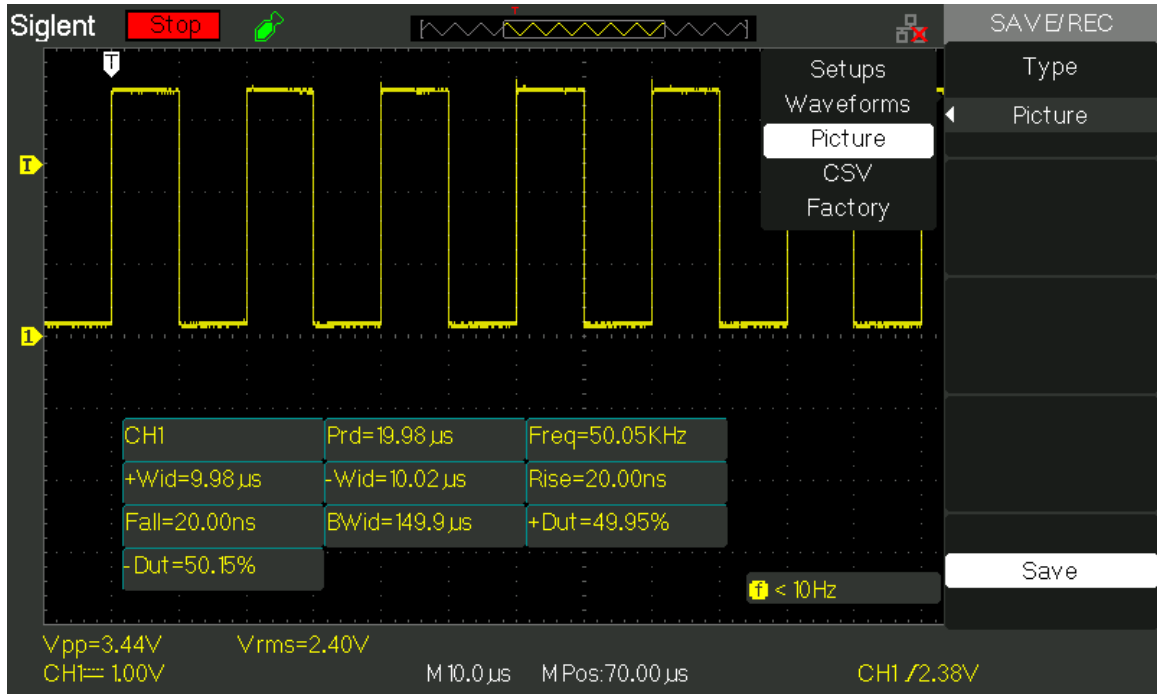 Siglent Stop T SAVE/REC
T
Setups
Type
Waveforms
Picture
Picture
T
CSV
Factory
1
CH1 Prd=19.98µs Freq=50.05KHz
+Wid=9.98µs -Wid=10.02µs Rise=20.00ns
Fall=20.00ns BWid=149.9µs +Dut=49.95%
-Dut=50.15%
Save
f < 10Hz
Vpp=3.44V Vrms=2.40V
CH1 1.00V M 10.0µs M Pos:70.00µs CH1 /2.38V